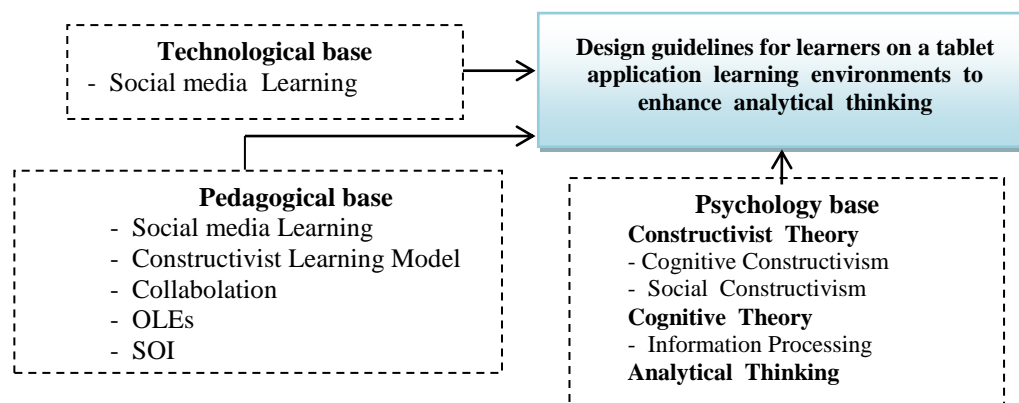 Technological base
- Social media Learning
Design guidelines for learners on a tablet
application learning environments to
enhance analytical thinking
Pedagogical base
- Social media Learning
- Constructivist Learning Model
- Collabolation
- OLEs
- SOI
Psychology base
Constructivist Theory
- Cognitive Constructivism
- Social Constructivism
Cognitive Theory
- Information Processing
Analytical Thinking